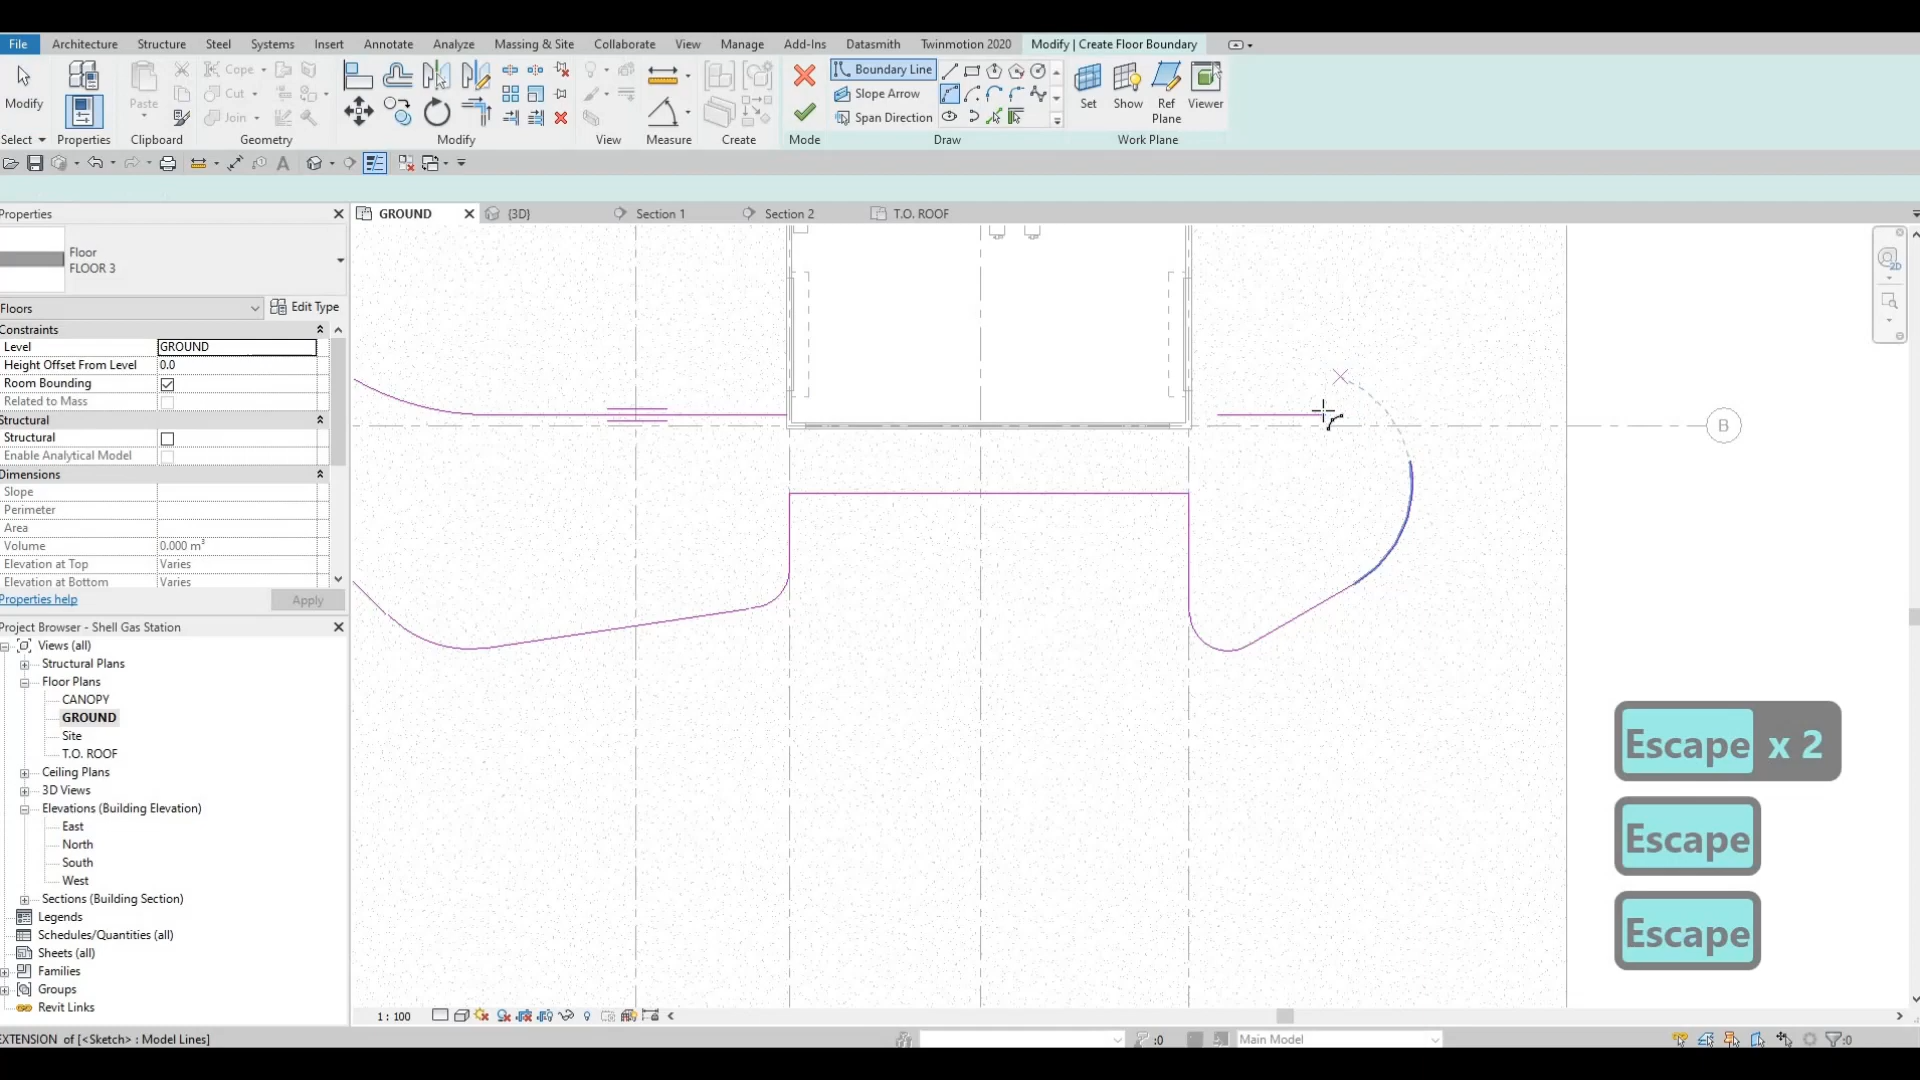 File Architecture Structure Steel Systems Insert Annotate Analyze Massing & Site Collaborate View Manage Add-Ins Datasmith Twinmotion 2020 Modify | Create Floor Boundary
Modify Paste Cope Cut Join Boundary Line Slope Arrow Span Direction Set Show Ref Plane Viewer
Select Properties Clipboard Geometry Modify View Measure Create Mode Draw Work Plane
Properties
GROUND {3D} Section 1 Section 2 T.O. ROOF
Floor
FLOOR 3
Floors Edit Type
Constraints
Level GROUND
Height Offset From Level 0.0
Room Bounding
Related to Mass
Structural
Structural
Enable Analytical Model
Dimensions
Slope
Perimeter
Area
Volume 0.000 m³
Elevation at Top Varies
Elevation at Bottom Varies
Properties help Apply
Project Browser - Shell Gas Station
Views (all)
Structural Plans
Floor Plans
CANOPY
GROUND
Site
T.O. ROOF
Ceiling Plans
3D Views
Elevations (Building Elevation)
East
North
South
West
Sections (Building Section)
Legends
Schedules/Quantities (all)
Sheets (all)
Families
Groups
Revit Links
B
2D
Escape x 2
Escape
Escape
1 : 100
EXTENSION of [<Sketch> : Model Lines] :0 Main Model :0